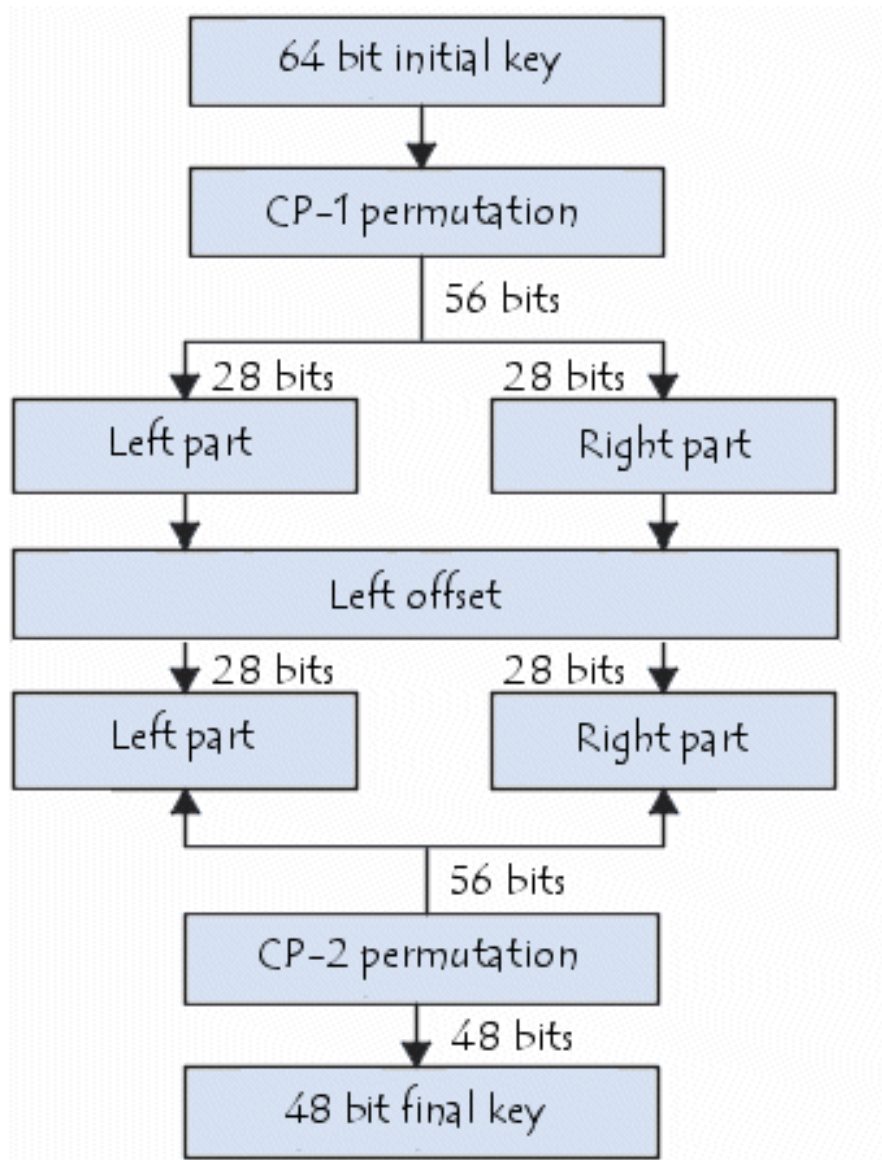 64 bit initial key
CP-1 permutation
56 bits
28 bits
28 bits
Left part
Right part
Left offset
28 bits
28 bits
Left part
Right part
56 bits
CP-2 permutation
48 bits
48 bit final key